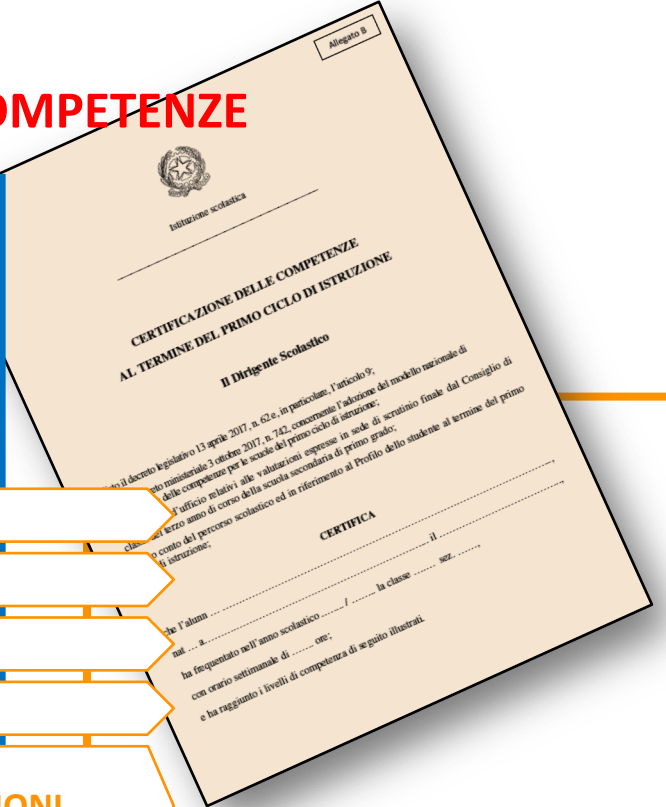 OMPETENZE
Allegato B
Istituzione scolastica
CERTIFICAZIONE DELLE COMPETENZE
AL TERMINE DEL PRIMO CICLO DI ISTRUZIONE
Il Dirigente Scolastico
il decreto legislativo 13 aprile 2017, n. 62 e, in particolare, l'articolo 9;
ministeriale 3 ottobre 2017, n. 742, concernente l'adozione del modello nazionale di
delle competenze per le scuole del primo ciclo di istruzione;
l'ufficio relativi alle valutazioni espresse in sede di scrutinio finale dal Consiglio di
del terzo anno di corso della scuola secondaria di primo grado;
conto del percorso scolastico ed in riferimento al Profilo dello studente al termine del primo
di istruzione;
CERTIFICA
che l'alunn ... ,
nat ... a ... il ... ,
ha frequentato nell'anno scolastico ....... / ........ la classe ........ sez. .......,
con orario settimanale di ....... ore;
e ha raggiunto i livelli di competenza di seguito illustrati.
IONI